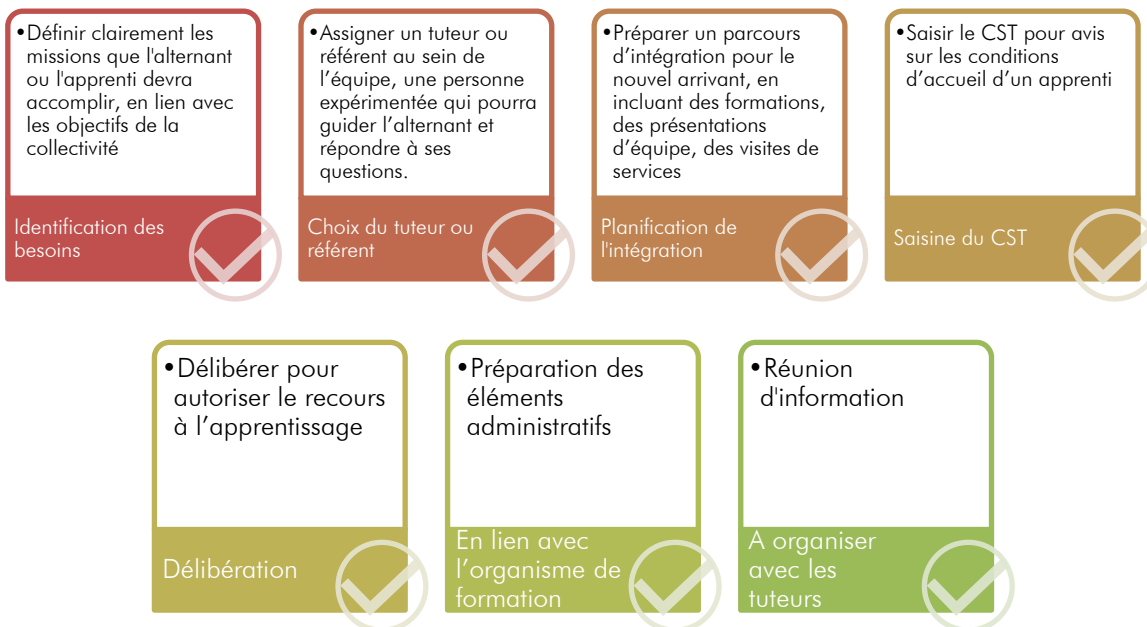 •Définir clairement les
missions que l'alternant
ou l'apprenti devra
accomplir, en lien avec
les objectifs de la
collectivité
Identification des
besoins
•Assigner un tuteur ou
référent au sein de
l’équipe, une personne
expérimentée qui pourra
guider l’alternant et
répondre à ses
questions.
Choix du tuteur ou
référent
•Préparer un parcours
d’intégration pour le
nouvel arrivant, en
incluant des formations,
des présentations
d’équipe, des visites de
services
Planification de
l'intégration
•Saisir le CST pour avis
sur les conditions
d’accueil d’un apprenti
Saisine du CST
•Délibérer pour
autoriser le recours
à l’apprentissage
Délibération
•Préparation des
éléments
administratifs
En lien avec
l’organisme de
formation
•Réunion
d'information
A organiser
avec les
tuteurs